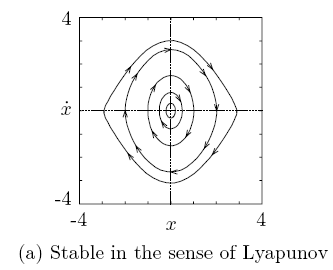 4
ẋ
-4
-4
x
4
(a) Stable in the sense of Lyapunov